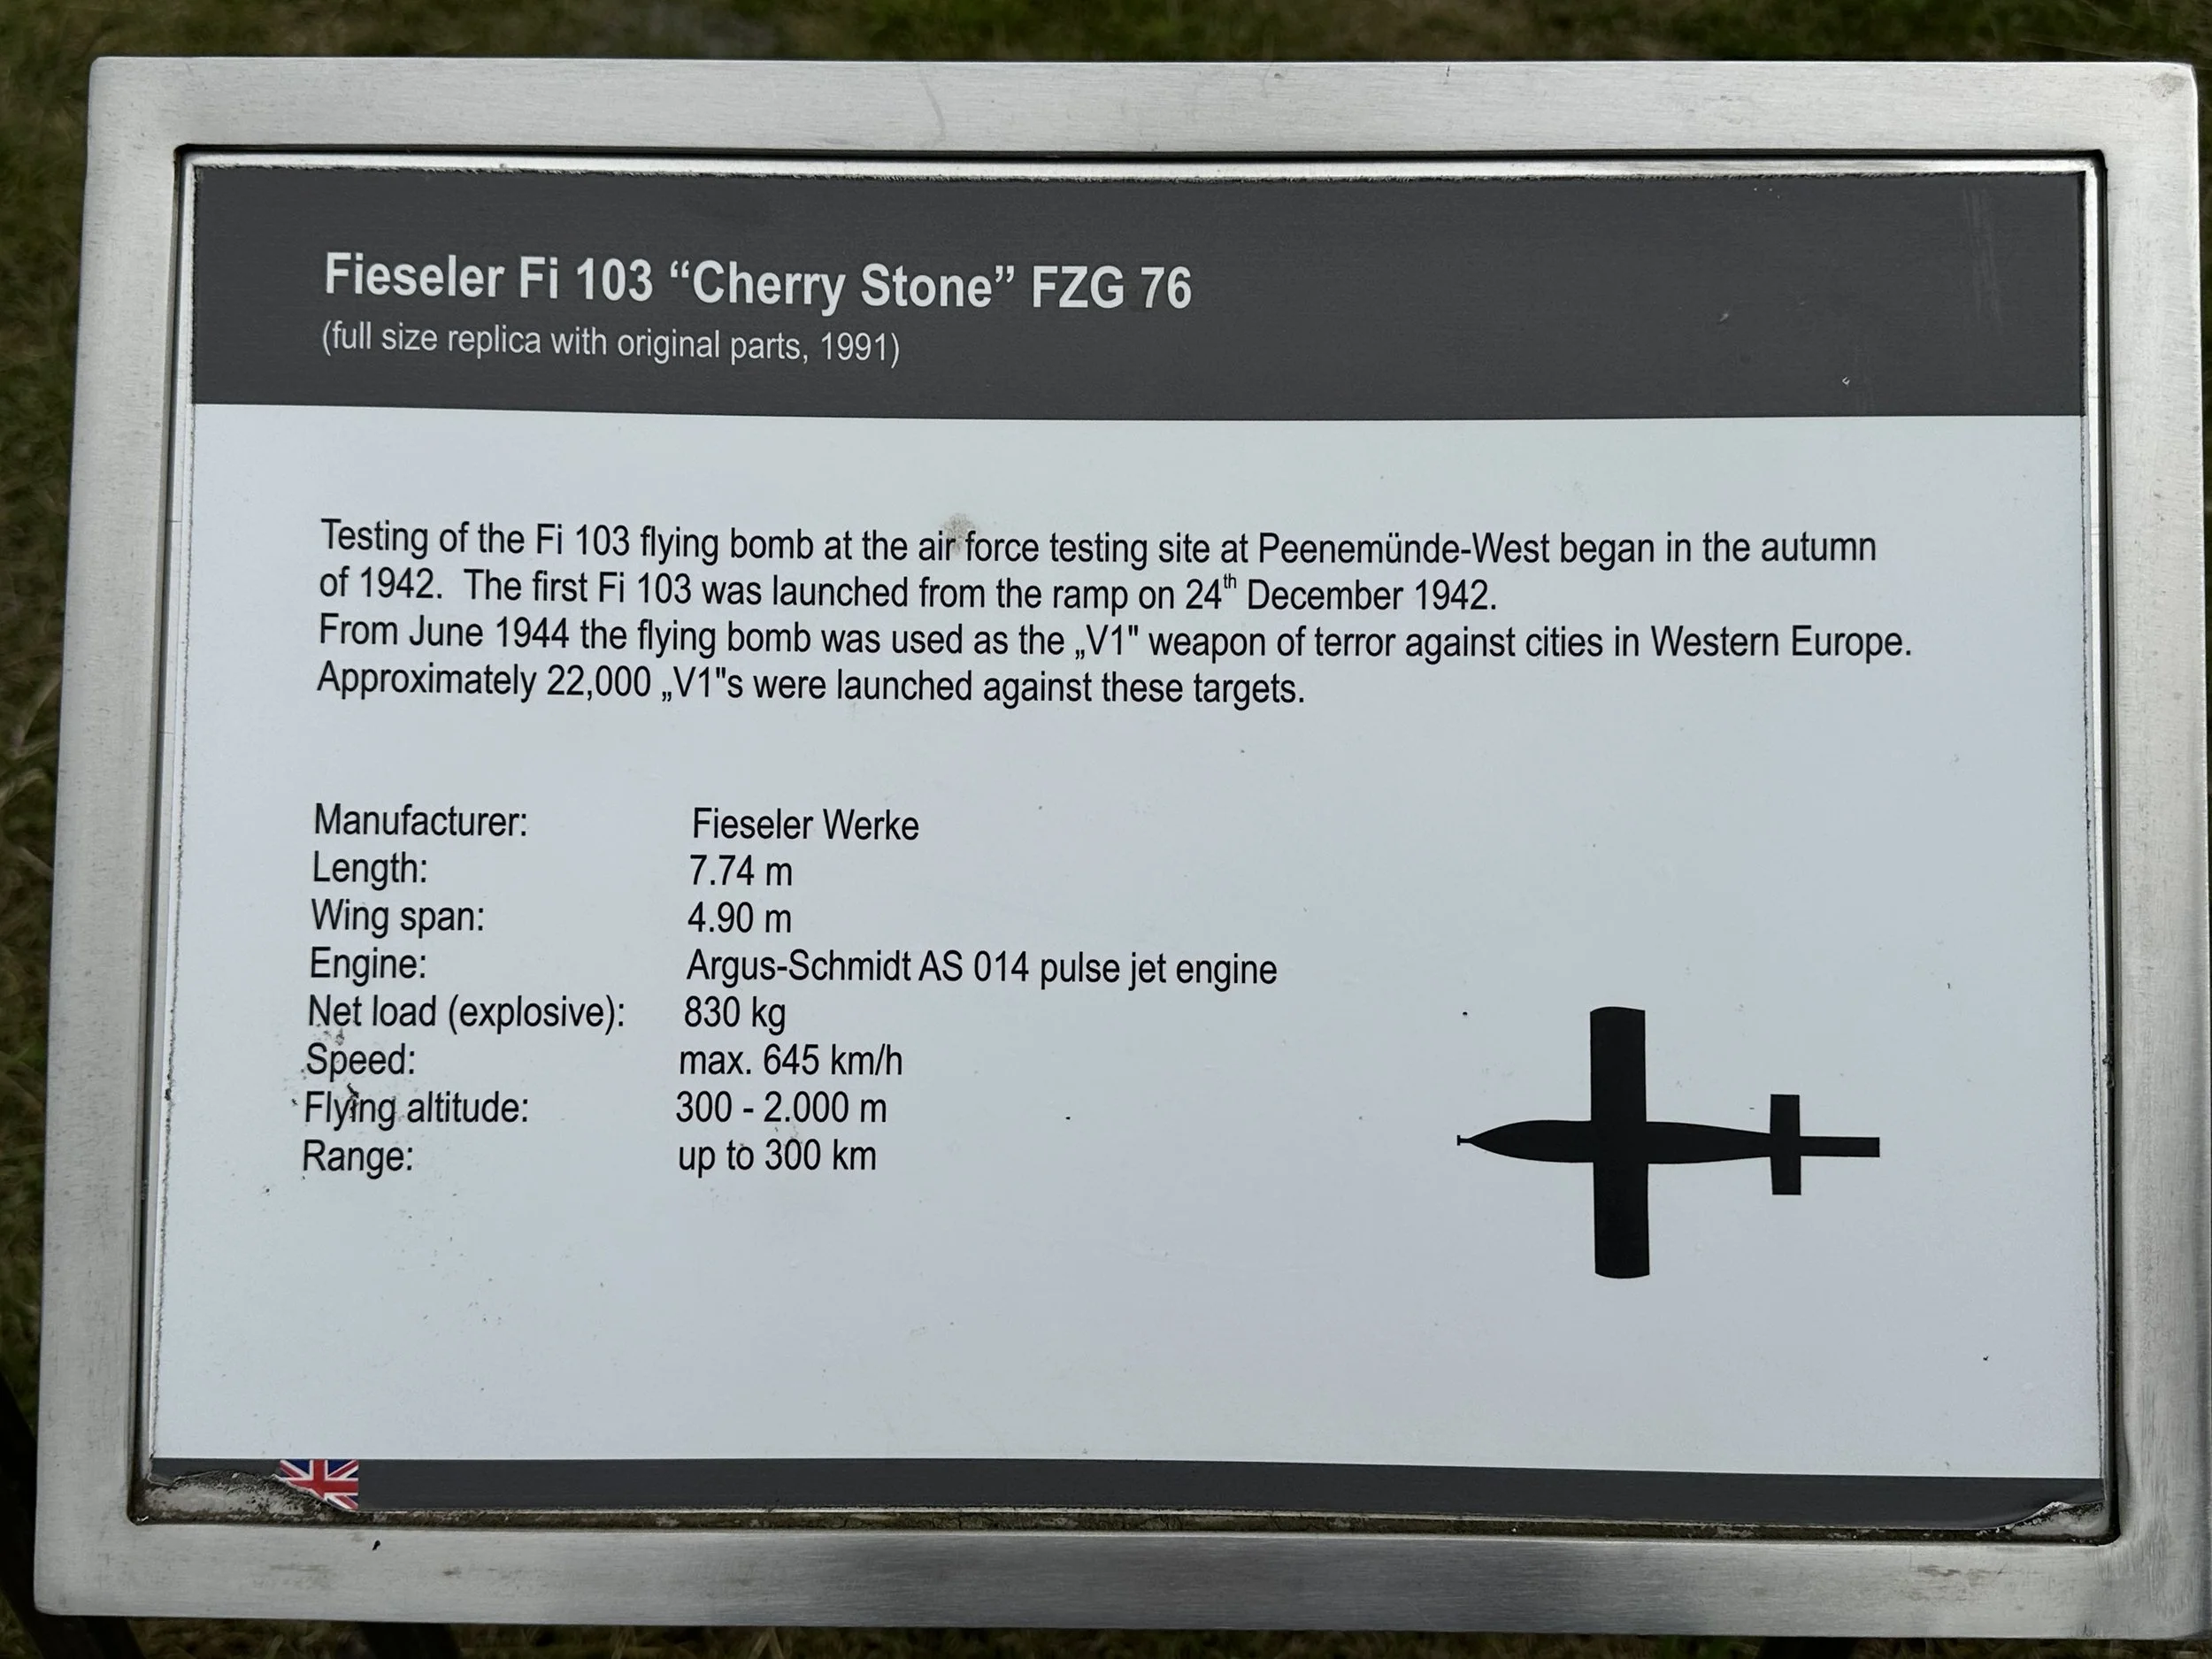 Fieseler Fi 103 “Cherry Stone” FZG 76
(full size replica with original parts, 1991)
Testing of the Fi 103 flying bomb at the air force testing site at Peenemünde-West began in the autumn
of 1942.  The first Fi 103 was launched from the ramp on 24th December 1942.
From June 1944 the flying bomb was used as the „V1" weapon of terror against cities in Western Europe.
Approximately 22,000 „V1"s were launched against these targets.
Manufacturer: Fieseler Werke
Length: 7.74 m
Wing span: 4.90 m
Engine: Argus-Schmidt AS 014 pulse jet engine
Net load (explosive): 830 kg
Speed: max. 645 km/h
Flying altitude: 300 - 2.000 m
Range: up to 300 km